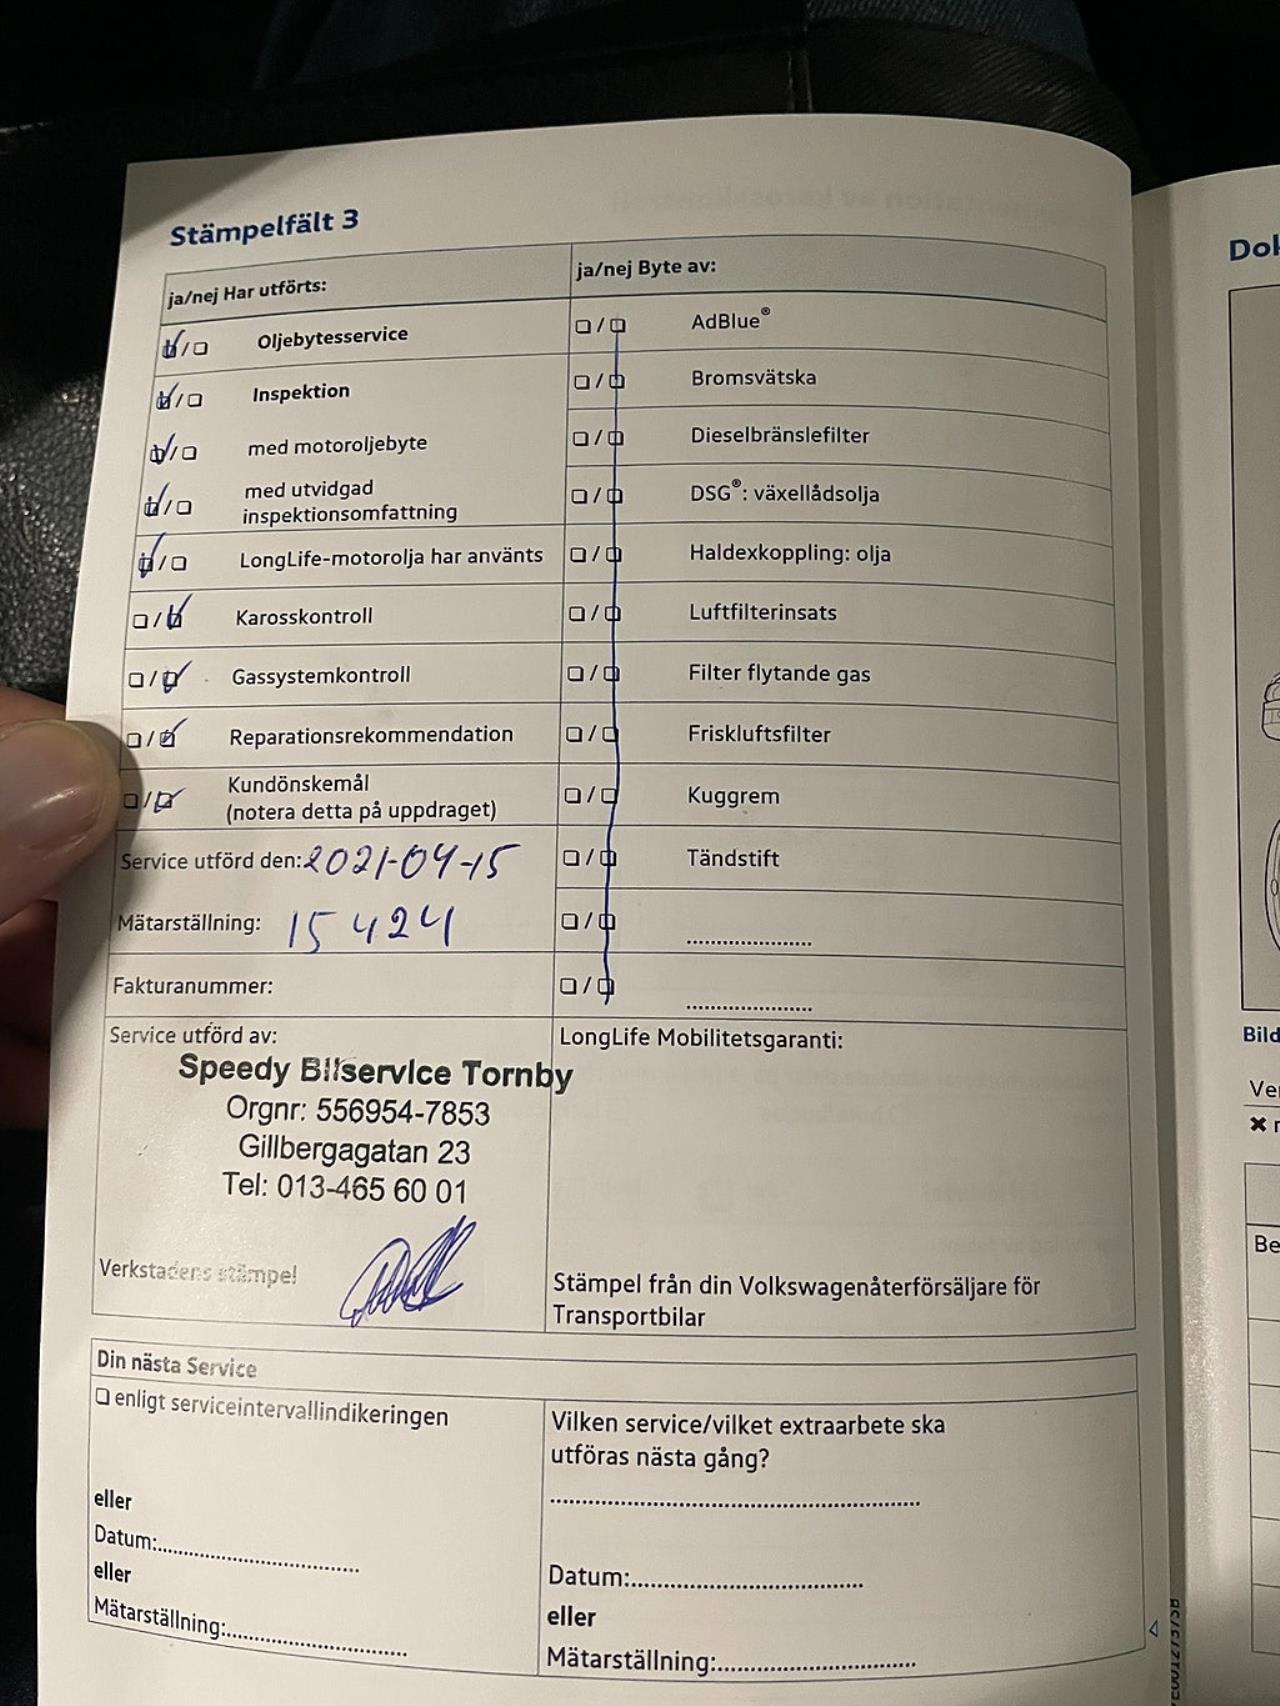 Stämpelfält 3
ja/nej Har utförts:
Oljebytesservice
Inspektion
med motoroljebyte
med utvidgad
inspektionsomfattning
LongLife-motorolja har använts
Karosskontroll
Gassystemkontroll
Reparationsrekommendation
Kundönskemål
(notera detta på uppdraget)
Service utförd den: 2021-04-15
Mätarställning: 15 424
Fakturanummer:
Service utförd av:
Speedy Bilservice Tornby
Orgnr: 556954-7853
Gillbergagatan 23
Tel: 013-465 60 01
Verkstadens stämpel
ja/nej Byte av:
AdBlue®
Bromsvätska
Dieselbränslefilter
DSG®: växellådsolja
Haldexkoppling: olja
Luftfilterinsats
Filter flytande gas
Friskluftsfilter
Kuggrem
Tändstift
LongLife Mobilitetsgaranti:
Stämpel från din Volkswagenåterförsäljare för
Transportbilar
Din nästa Service
enligt serviceintervallindikeringen
eller
Datum:
eller
Mätarställning:
Vilken service/vilket extraarbete ska
utföras nästa gång?
Datum:
eller
Mätarställning: